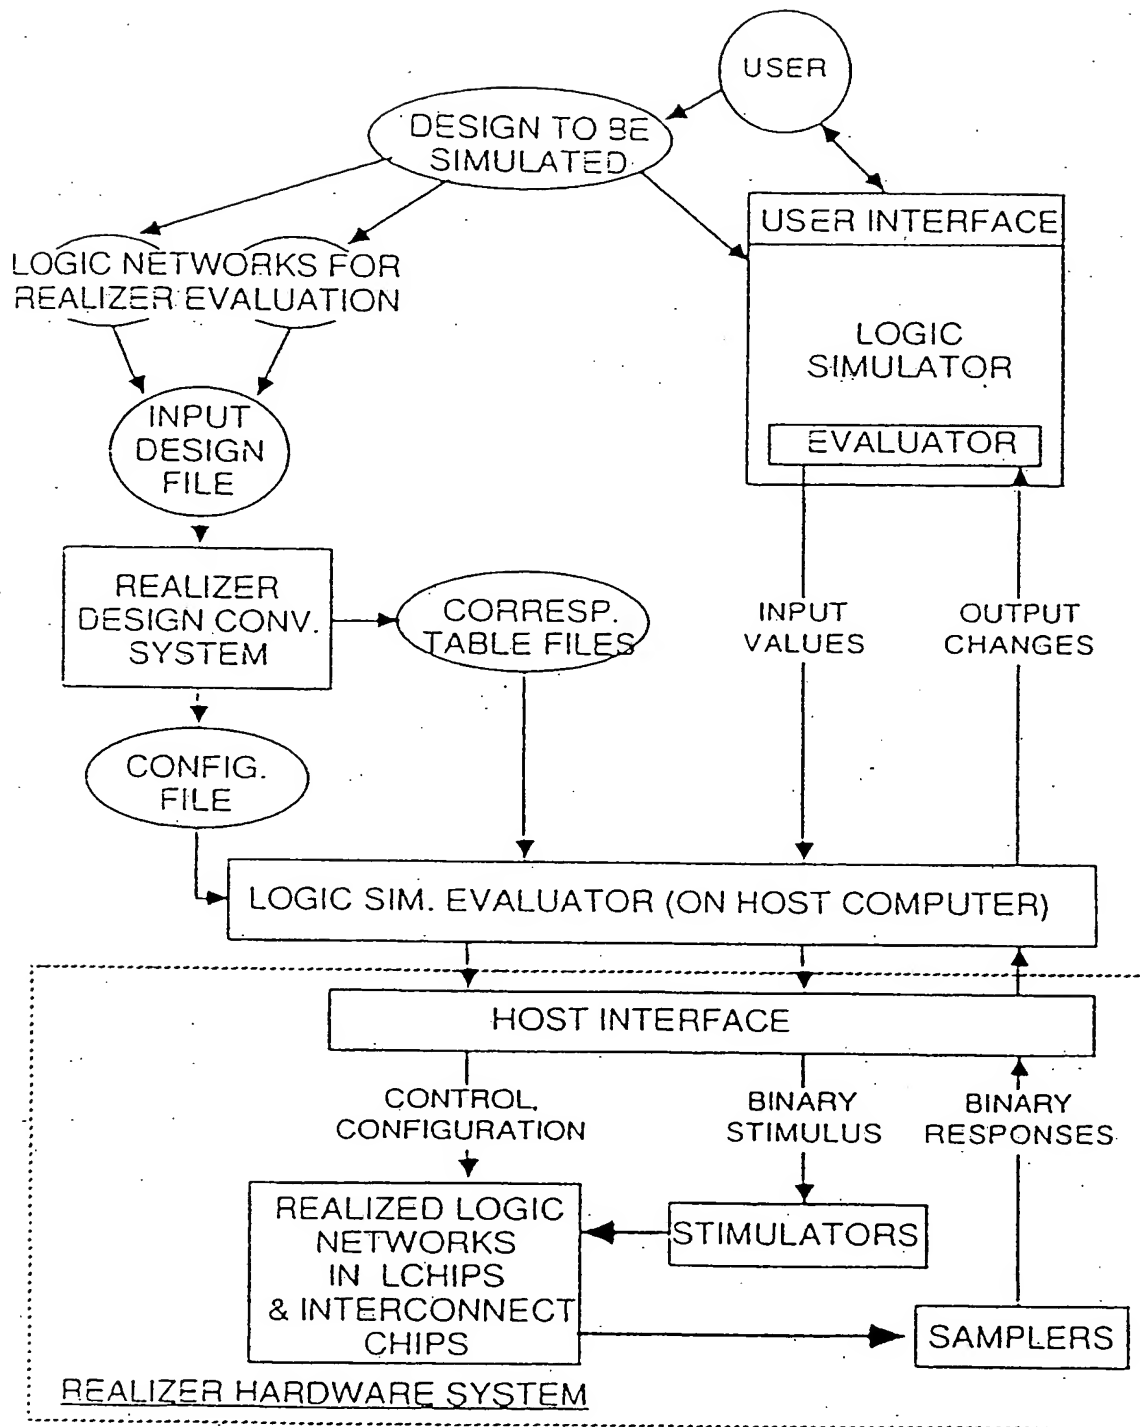 USER
DESIGN TO BE
SIMULATED
USER INTERFACE
LOGIC NETWORKS FOR
REALIZER EVALUATION
LOGIC
SIMULATOR
INPUT
DESIGN
FILE
EVALUATOR
REALIZER
DESIGN CONV.
SYSTEM
CORRESP.
TABLE FILES
INPUT
VALUES
OUTPUT
CHANGES
CONFIG.
FILE
LOGIC SIM. EVALUATOR (ON HOST COMPUTER)
HOST INTERFACE
CONTROL,
CONFIGURATION
BINARY
STIMULUS
BINARY
RESPONSES
REALIZED LOGIC
NETWORKS
IN LCHIPS
& INTERCONNECT
CHIPS
STIMULATORS
SAMPLERS
REALIZER HARDWARE SYSTEM